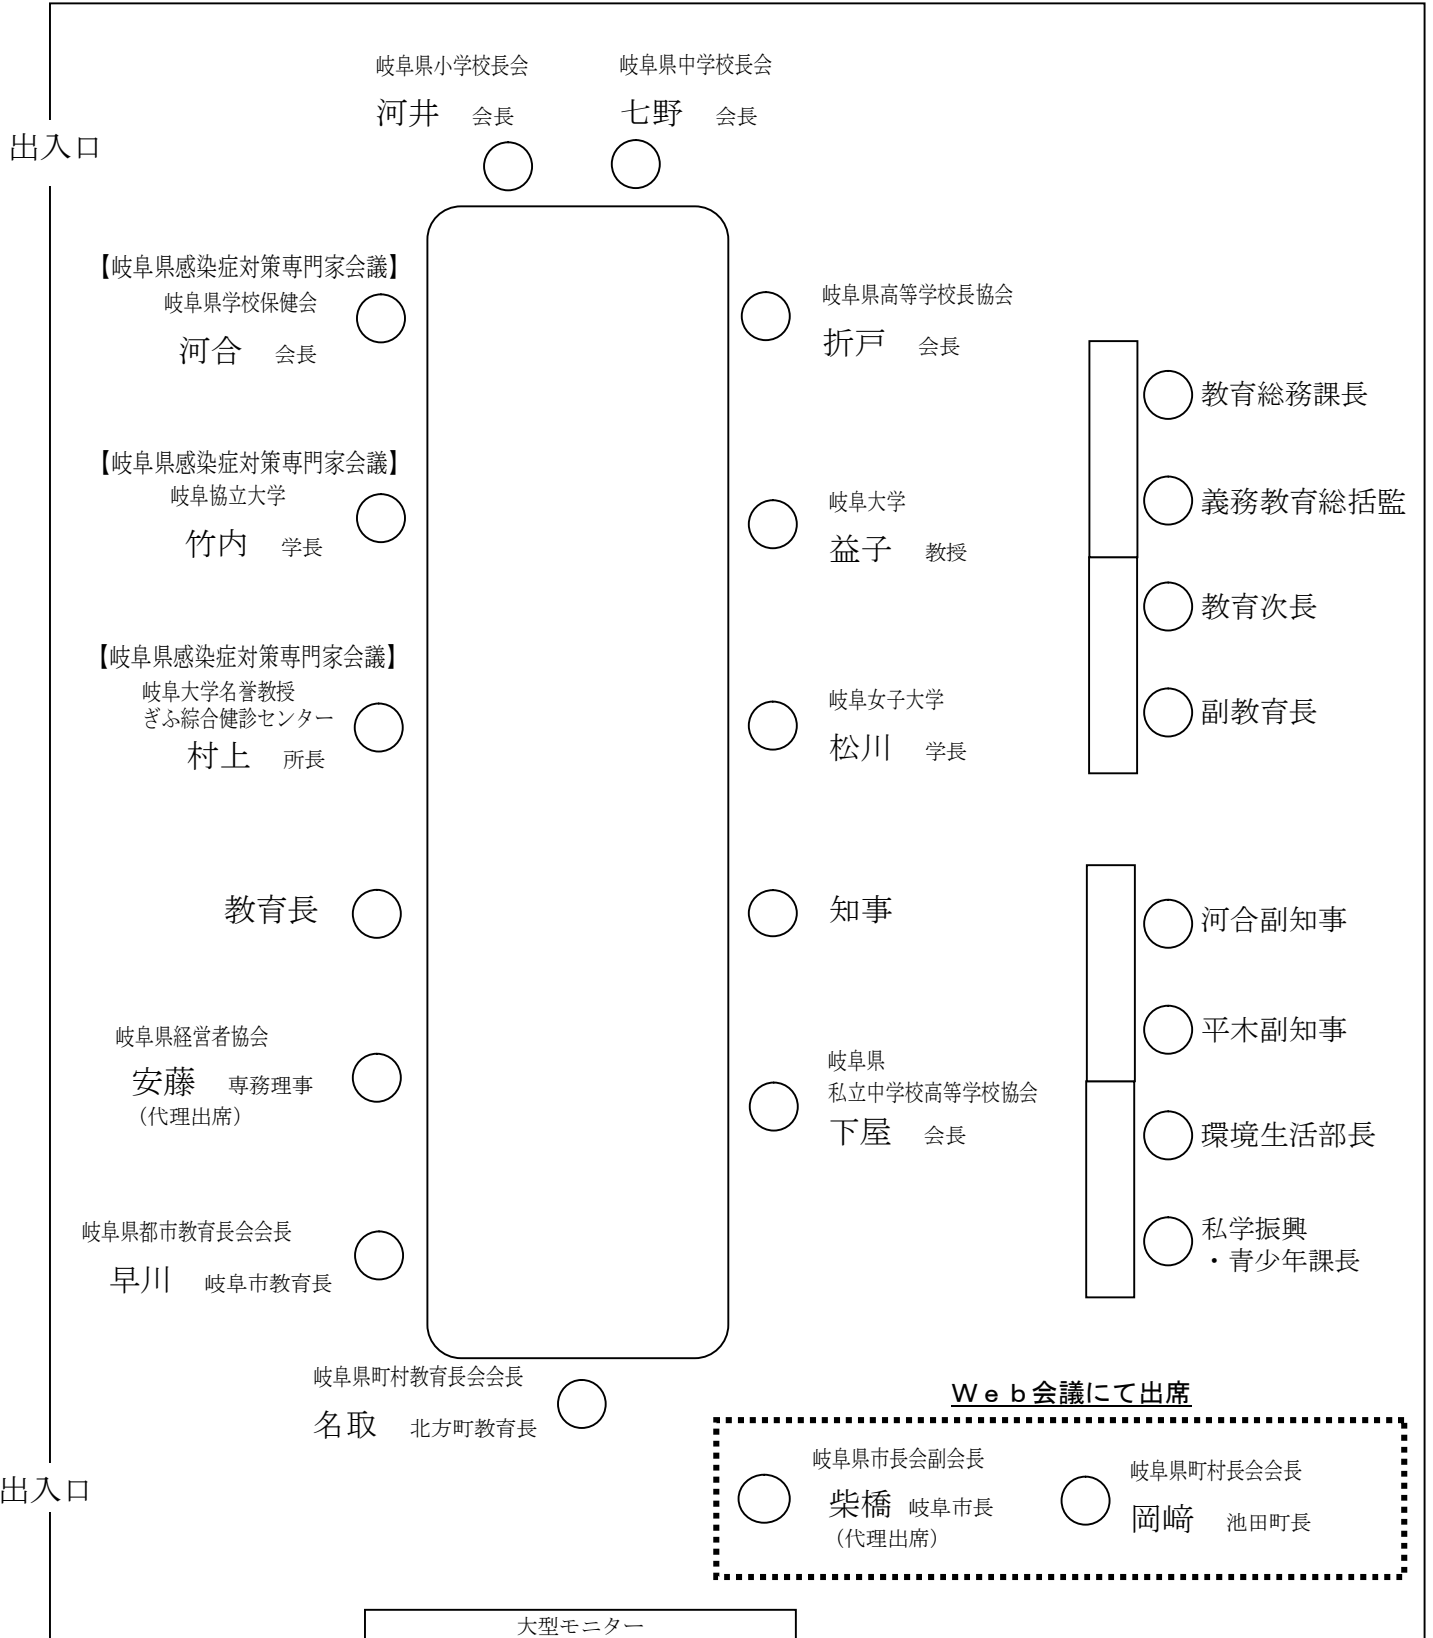 岐阜県小学校長会
河井 会長
岐阜県中学校長会
七野 会長
出入口
【岐阜県感染症対策専門家会議】
岐阜県学校保健会
河合 会長
岐阜県高等学校長協会
折戸 会長
教育総務課長
【岐阜県感染症対策専門家会議】
岐阜協立大学
竹内 学長
岐阜大学
益子 教授
義務教育総括監
教育次長
【岐阜県感染症対策専門家会議】
岐阜大学名誉教授
ぎふ綜合健診センター
村上 所長
岐阜女子大学
松川 学長
副教育長
教育長
知事
河合副知事
平木副知事
岐阜県経営者協会
安藤 専務理事
（代理出席）
岐阜県
私立中学校高等学校協会
下屋 会長
環境生活部長
岐阜県都市教育長会会長
早川 岐阜市教育長
私学振興
・青少年課長
岐阜県町村教育長会会長
名取 北方町教育長
Ｗｅｂ会議にて出席
岐阜県市長会副会長
柴橋 岐阜市長
（代理出席）
岐阜県町村長会会長
岡﨑 池田町長
出入口
大型モニター